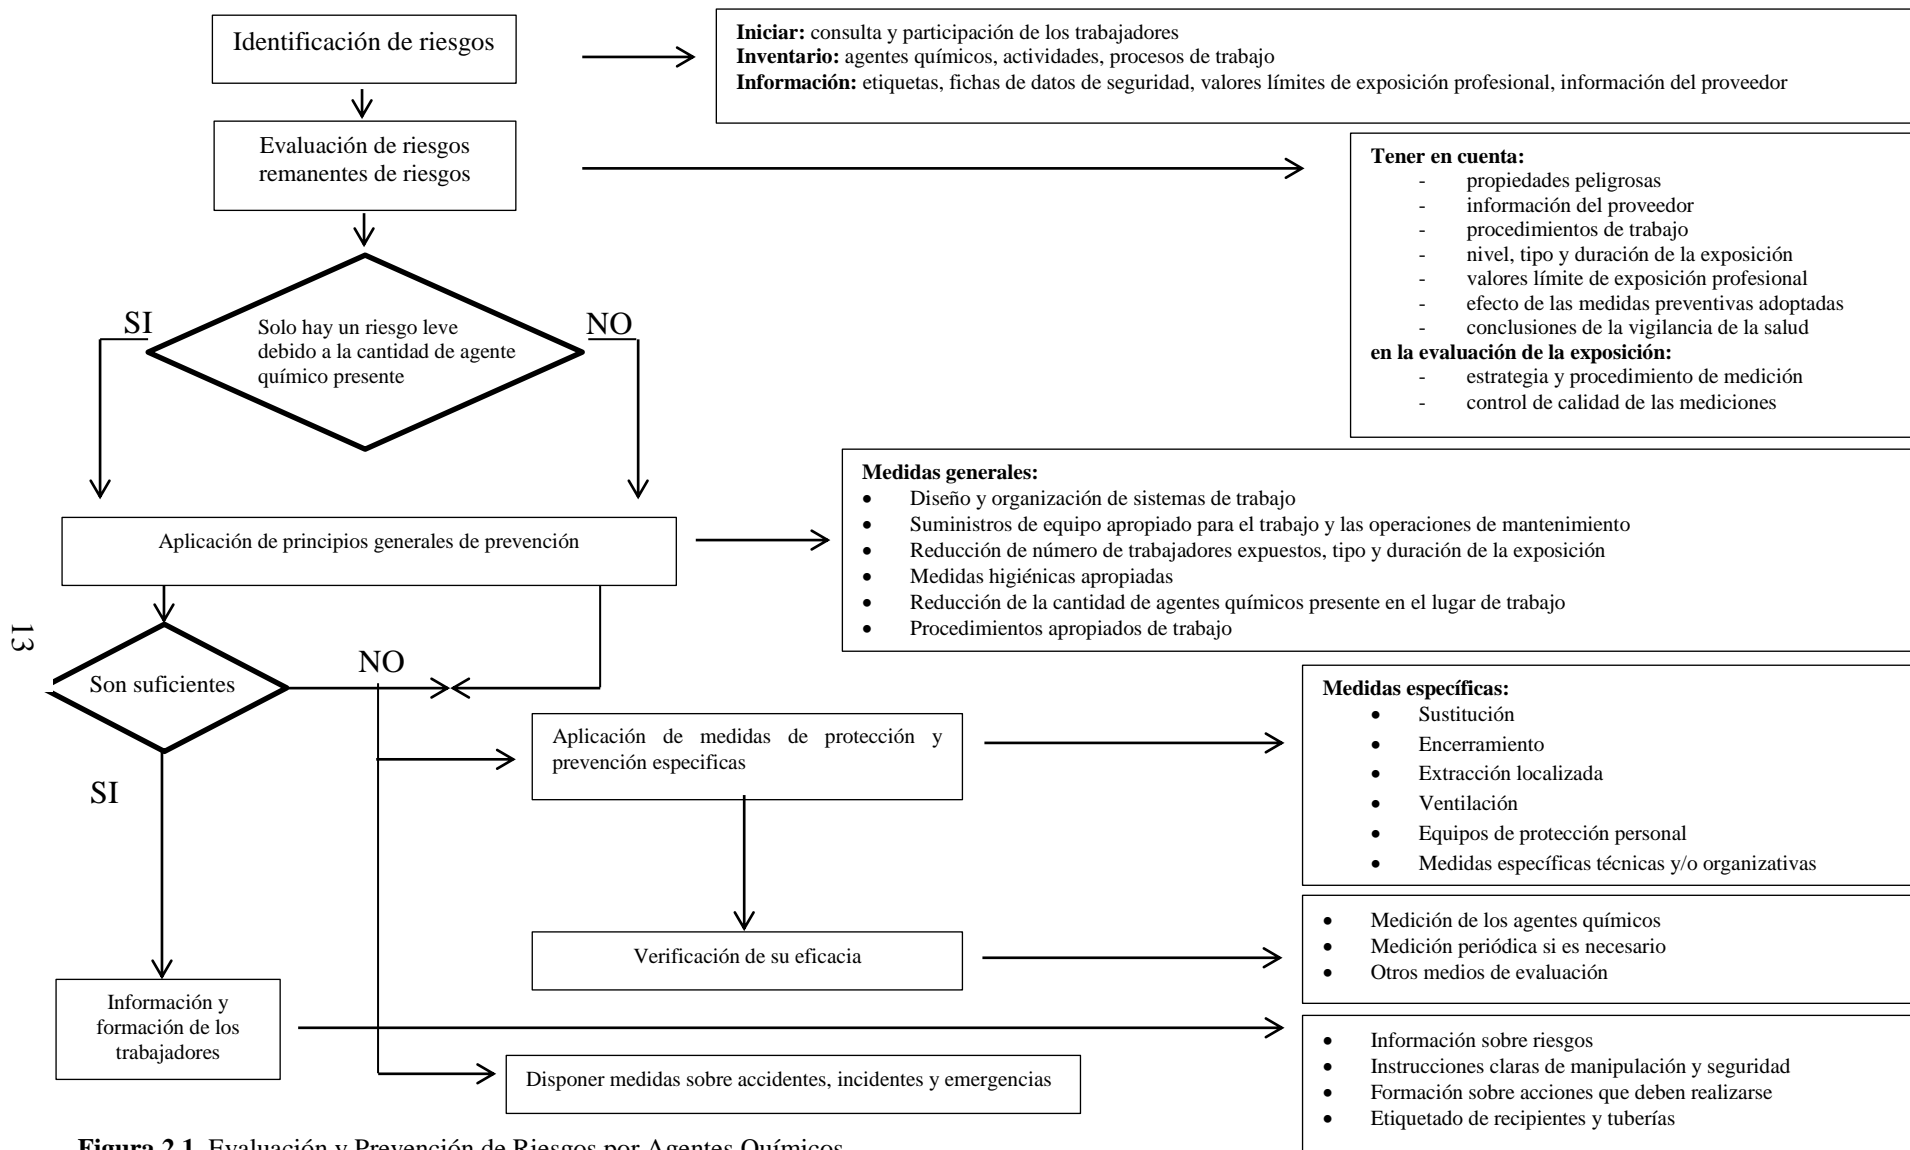 Identificación de riesgos
Iniciar: consulta y participación de los trabajadores
Inventario: agentes químicos, actividades, procesos de trabajo
Información: etiquetas, fichas de datos de seguridad, valores límites de exposición profesional, información del proveedor
Evaluación de riesgos
remanentes de riesgos
Tener en cuenta:
- propiedades peligrosas
- información del proveedor
- procedimientos de trabajo
- nivel, tipo y duración de la exposición
- valores límite de exposición profesional
- efecto de las medidas preventivas adoptadas
- conclusiones de la vigilancia de la salud
en la evaluación de la exposición:
- estrategia y procedimiento de medición
- control de calidad de las mediciones
SI
NO
Solo hay un riesgo leve
debido a la cantidad de agente
químico presente
Aplicación de principios generales de prevención
Medidas generales:
• Diseño y organización de sistemas de trabajo
• Suministros de equipo apropiado para el trabajo y las operaciones de mantenimiento
• Reducción de número de trabajadores expuestos, tipo y duración de la exposición
• Medidas higiénicas apropiadas
• Reducción de la cantidad de agentes químicos presente en el lugar de trabajo
• Procedimientos apropiados de trabajo
13
Son suficientes
NO
SI
Aplicación de medidas de protección y
prevención especificas
Medidas específicas:
• Sustitución
• Encerramiento
• Extracción localizada
• Ventilación
• Equipos de protección personal
• Medidas específicas técnicas y/o organizativas
Verificación de su eficacia
• Medición de los agentes químicos
• Medición periódica si es necesario
• Otros medios de evaluación
Información y
formación de los
trabajadores
• Información sobre riesgos
• Instrucciones claras de manipulación y seguridad
• Formación sobre acciones que deben realizarse
• Etiquetado de recipientes y tuberías
Disponer medidas sobre accidentes, incidentes y emergencias
Figura 2.1. Evaluación y Prevención de Riesgos por Agentes Químicos